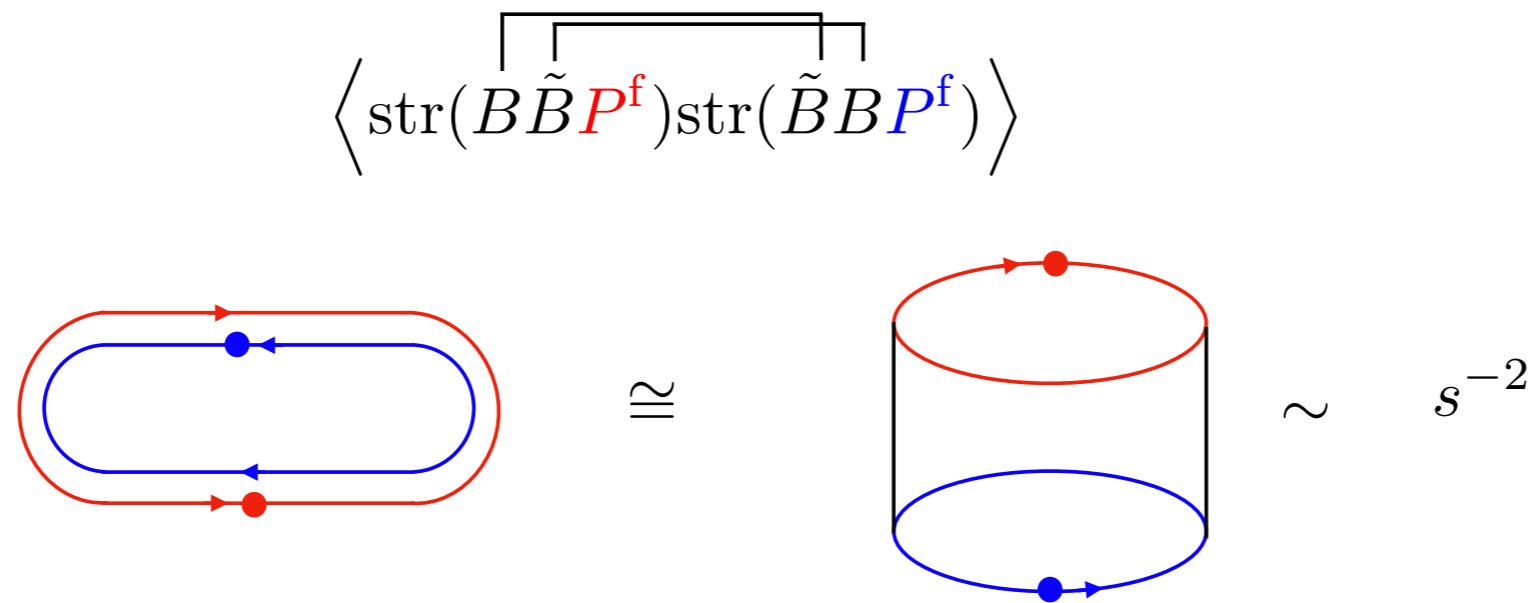 ⟨str(BB̃P^f)str(B̃BP^f)⟩
≅ ~ s^{-2}